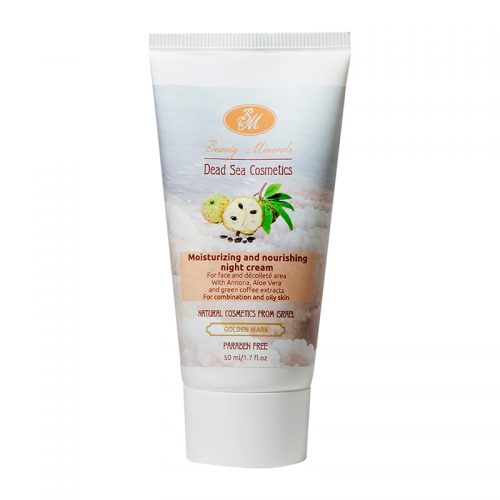 BM
Beauty Minerals
Dead Sea Cosmetics
Moisturizing and nourishing
night cream
For face and décolleté area
With Annona, Aloe Vera
and green coffee extracts
For combination and oily skin
NATURAL COSMETICS FROM ISRAEL
GOLDEN MARK
PARABEN FREE
50 ml/1.7 fl.oz